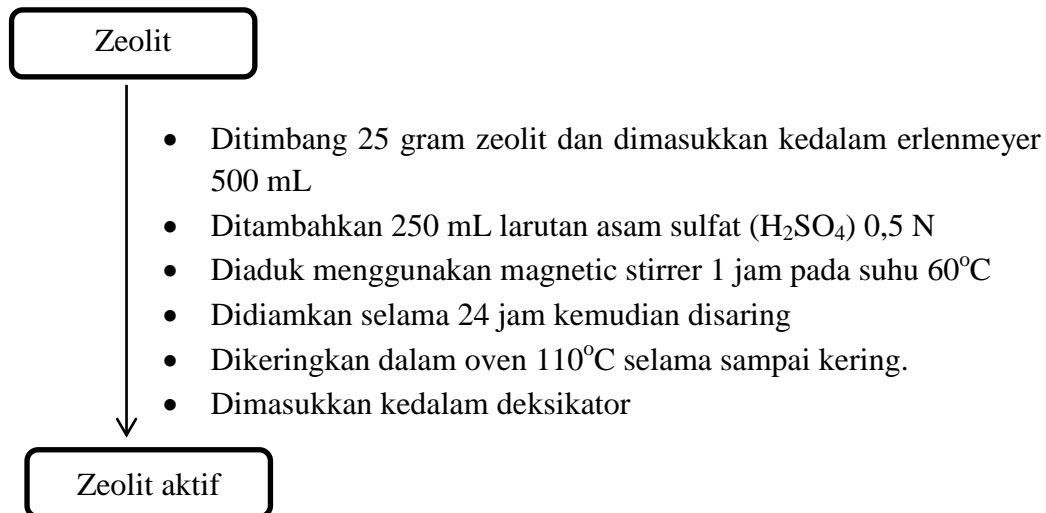 Zeolit
• Ditimbang 25 gram zeolit dan dimasukkan kedalam erlenmeyer
500 mL
• Ditambahkan 250 mL larutan asam sulfat (H₂SO₄) 0,5 N
• Diaduk menggunakan magnetic stirrer 1 jam pada suhu 60°C
• Didiamkan selama 24 jam kemudian disaring
• Dikeringkan dalam oven 110°C selama sampai kering.
• Dimasukkan kedalam deksikator
Zeolit aktif